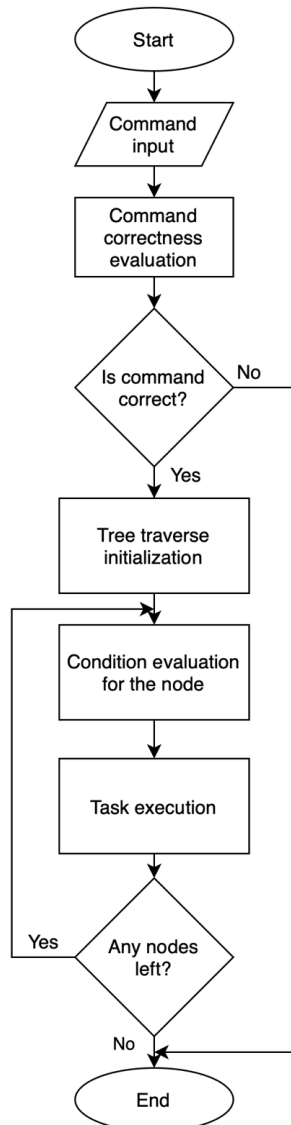 Start
Command
input
Command
correctness
evaluation
Is command
correct?
No
Yes
Tree traverse
initialization
Condition evaluation
for the node
Task execution
Yes
Any nodes
left?
No
End